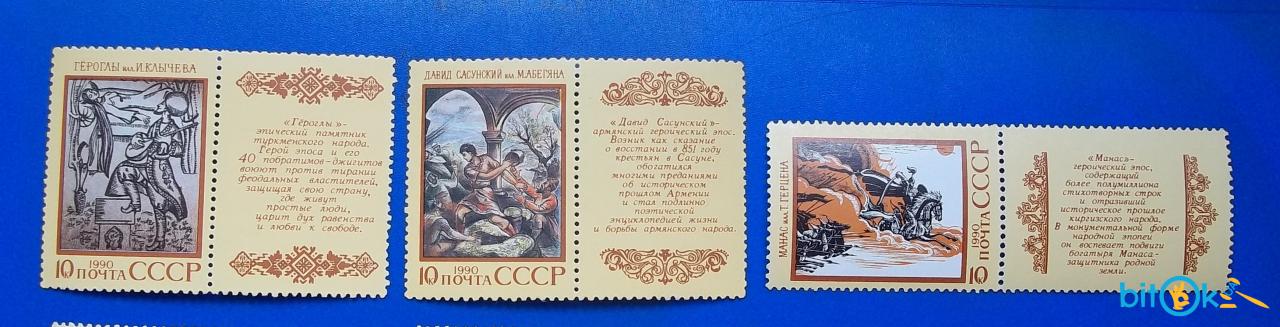 ГЕРОГЛЫ илл. И.КЛЫЧЕВА
10 1990
ПОЧТА СССР
«Гёроглы»-
эпический памятник
туркменского народа.
Герой эпоса и его
40 побратимов-джигитов
воюют против тирании
феодальных властителей,
защищая свою страну,
где живут
простые люди,
царит дух равенства
и любви к свободе.
ДАВИД САСУНСКИЙ илл. М.АБЕГЯНА
10 1990
ПОЧТА СССР
«Давид Сасунский»-
армянский героический эпос.
Возник как сказание
о восстании в 851 году
крестьян в Сасуне,
обогатился
многими преданиями
об историческом
прошлом Армении
и стал подлинно
поэтической
энциклопедией жизни
и борьбы армянского народа.
МАНАС илл. Т.ГЕРЦЕНА
10 1990
ПОЧТА СССР
«Манас»-
героический эпос,
содержащий
более полумиллиона
стихотворных строк
и отразивший
историческое прошлое
киргизского народа.
В монументальной форме
народной эпопеи
он воспевает подвиги
богатыря Манаса-
защитника родной
земли.
bitok